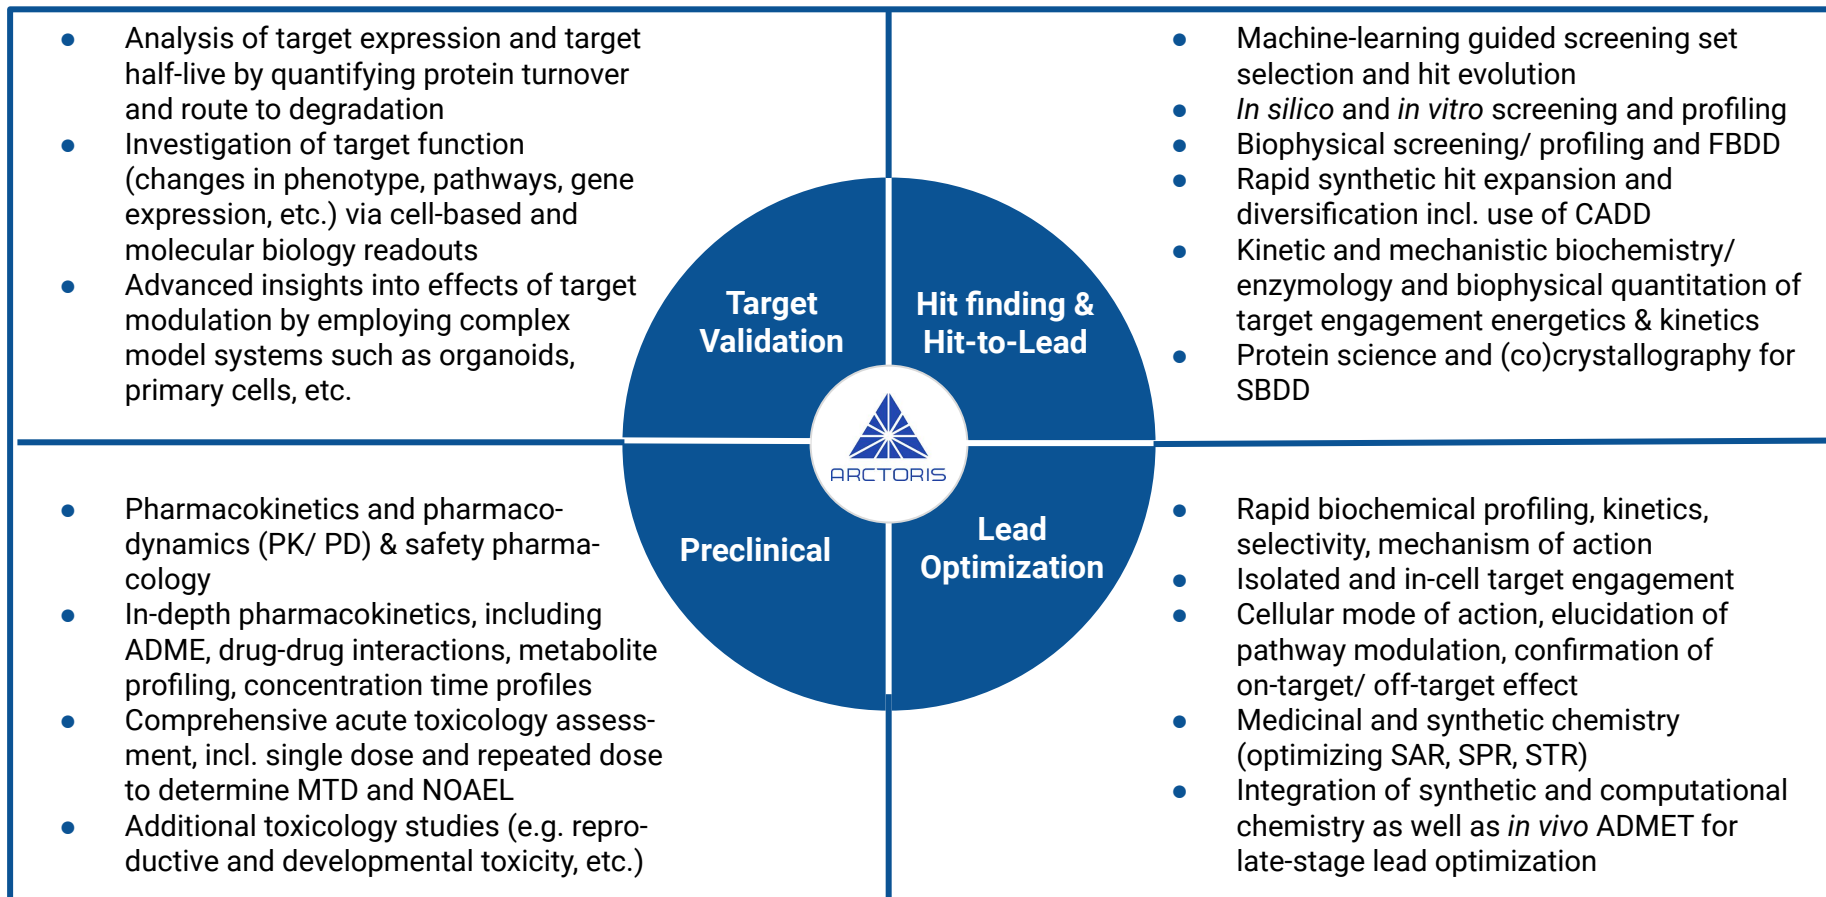 ● Analysis of target expression and target
half-live by quantifying protein turnover
and route to degradation
● Investigation of target function
(changes in phenotype, pathways, gene
expression, etc.) via cell-based and
molecular biology readouts
● Advanced insights into effects of target
modulation by employing complex
model systems such as organoids,
primary cells, etc.
● Machine-learning guided screening set
selection and hit evolution
● In silico and in vitro screening and profiling
● Biophysical screening/ profiling and FBDD
● Rapid synthetic hit expansion and
diversification incl. use of CADD
● Kinetic and mechanistic biochemistry/
enzymology and biophysical quantitation of
target engagement energetics & kinetics
● Protein science and (co)crystallography for
SBDD
Target
Validation
Hit finding &
Hit-to-Lead
ARCTORIS
Preclinical
Lead
Optimization
● Pharmacokinetics and pharmaco-
dynamics (PK/ PD) & safety pharma-
cology
● In-depth pharmacokinetics, including
ADME, drug-drug interactions, metabolite
profiling, concentration time profiles
● Comprehensive acute toxicology assess-
ment, incl. single dose and repeated dose
to determine MTD and NOAEL
● Additional toxicology studies (e.g. repro-
ductive and developmental toxicity, etc.)
● Rapid biochemical profiling, kinetics,
selectivity, mechanism of action
● Isolated and in-cell target engagement
● Cellular mode of action, elucidation of
pathway modulation, confirmation of
on-target/ off-target effect
● Medicinal and synthetic chemistry
(optimizing SAR, SPR, STR)
● Integration of synthetic and computational
chemistry as well as in vivo ADMET for
late-stage lead optimization